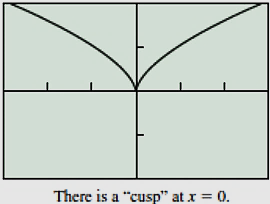 There is a “cusp” at x = 0.